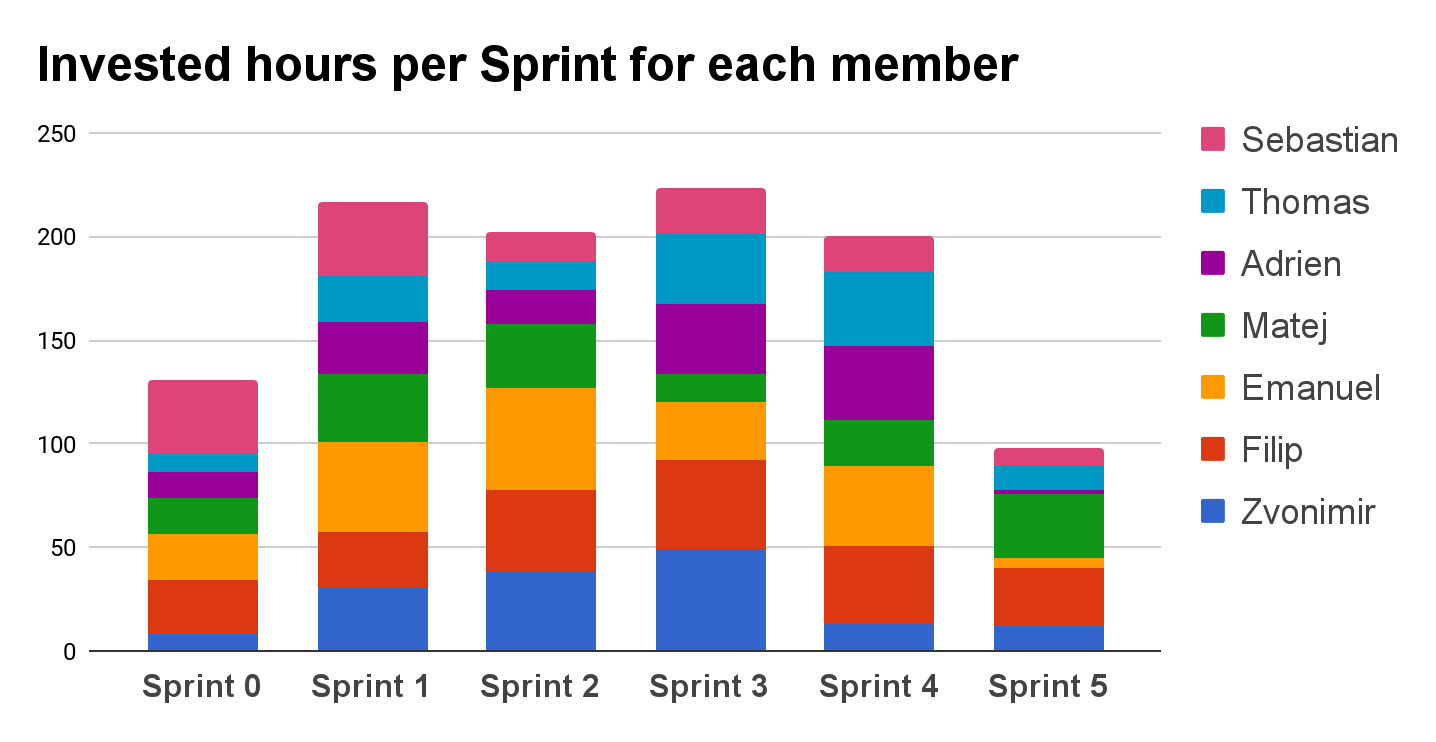 Invested hours per Sprint for each member
250
200
150
100
50
0
Sprint 0
Sprint 1
Sprint 2
Sprint 3
Sprint 4
Sprint 5
Sebastian
Thomas
Adrien
Matej
Emanuel
Filip
Zvonimir